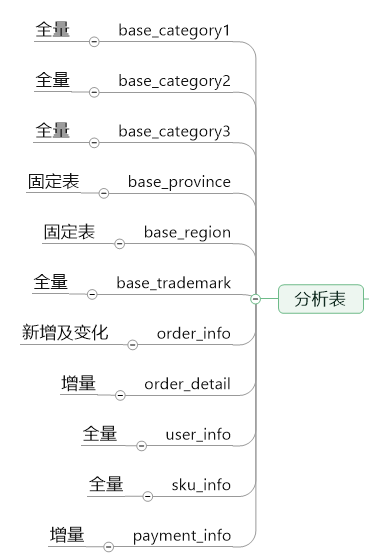 全量 base_category1
全量 base_category2
全量 base_category3
固定表 base_province
固定表 base_region
全量 base_trademark
分析表
新增及变化 order_info
增量 order_detail
全量 user_info
全量 sku_info
增量 payment_info